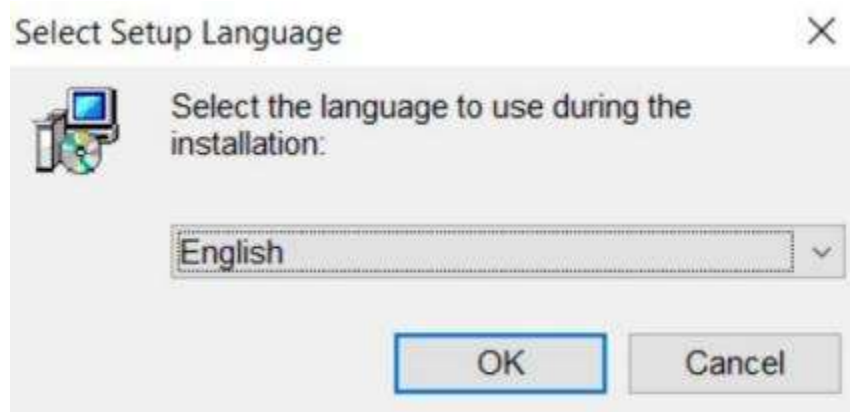 Select Setup Language
Select the language to use during the
installation:
English
OK
Cancel